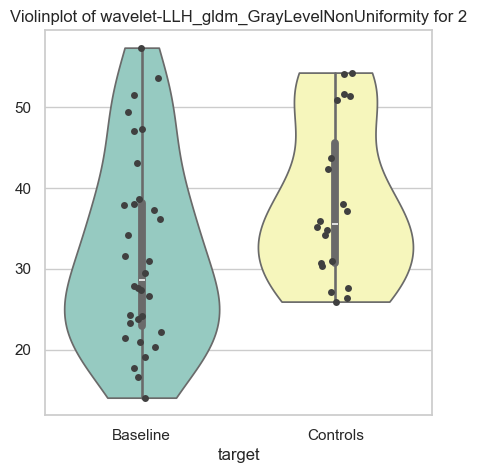 Violinplot of wavelet-LLH_gldm_GrayLevelNonUniformity for 2
50
40
30
20
Baseline Controls
target